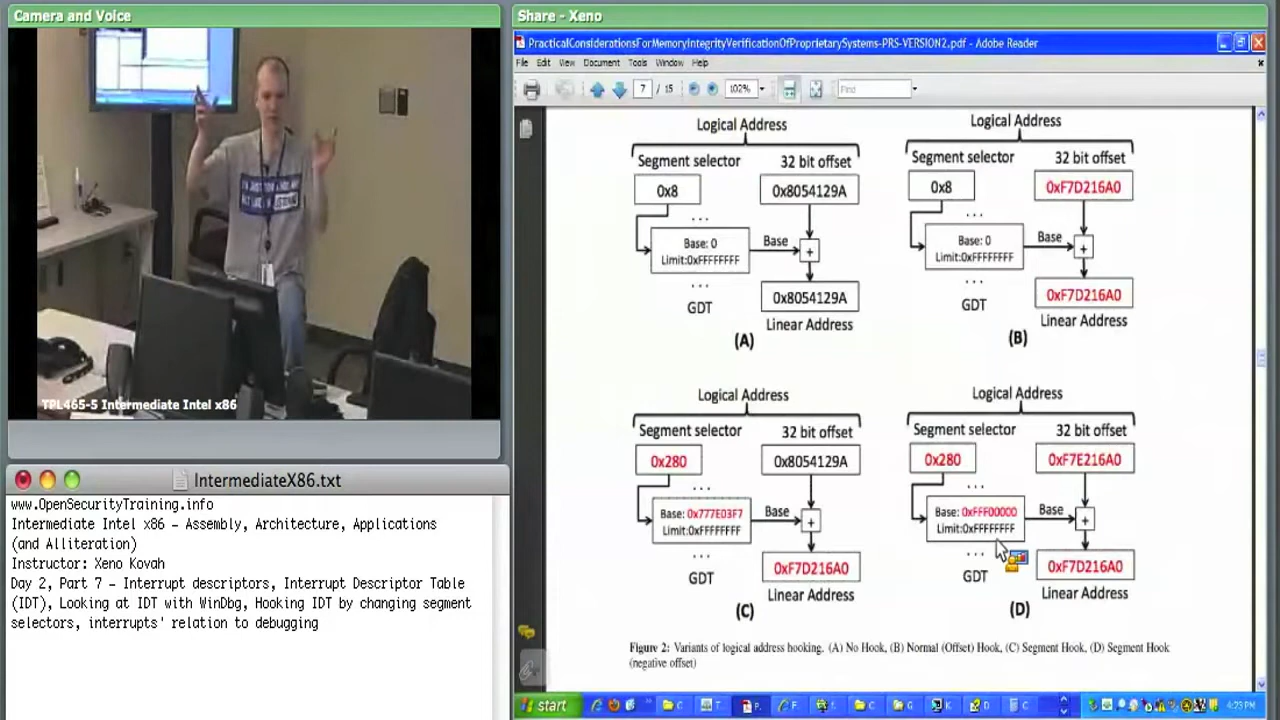 Camera and Voice
TPL465-5 Intermediate Intel x86
IntermediateX86.txt
www.OpenSecurityTraining.info
Intermediate Intel x86 – Assembly, Architecture, Applications
(and Alliteration)
Instructor: Xeno Kovah
Day 2, Part 7 – Interrupt descriptors, Interrupt Descriptor Table
(IDT), Looking at IDT with WinDbg, Hooking IDT by changing segment
selectors, interrupts' relation to debugging
Share - Xeno
PracticalConsiderationsForMemoryIntegrityVerificationOfProprietarySystems-PRS-VERSION2.pdf - Adobe Reader
File Edit View Document Tools Window Help
7 / 15 102% Find
Logical Address
Segment selector 32 bit offset
0x8 0x8054129A
...
Base: 0
Limit:0xFFFFFFFF
Base
+
...
GDT
0x8054129A
Linear Address
(A)
Logical Address
Segment selector 32 bit offset
0x8 0xF7D216A0
...
Base: 0
Limit:0xFFFFFFFF
Base
+
...
GDT
0xF7D216A0
Linear Address
(B)
Logical Address
Segment selector 32 bit offset
0x280 0x8054129A
...
Base: 0x777E03F7
Limit:0xFFFFFFFF
Base
+
...
GDT
0xF7D216A0
Linear Address
(C)
Logical Address
Segment selector 32 bit offset
0x280 0xF7E216A0
...
Base: 0xFFF00000
Limit:0xFFFFFFFF
Base
+
...
GDT
0xF7D216A0
Linear Address
(D)
Figure 2: Variants of logical address hooking. (A) No Hook, (B) Normal (Offset) Hook, (C) Segment Hook, (D) Segment Hook
(negative offset)
start
4:23 PM